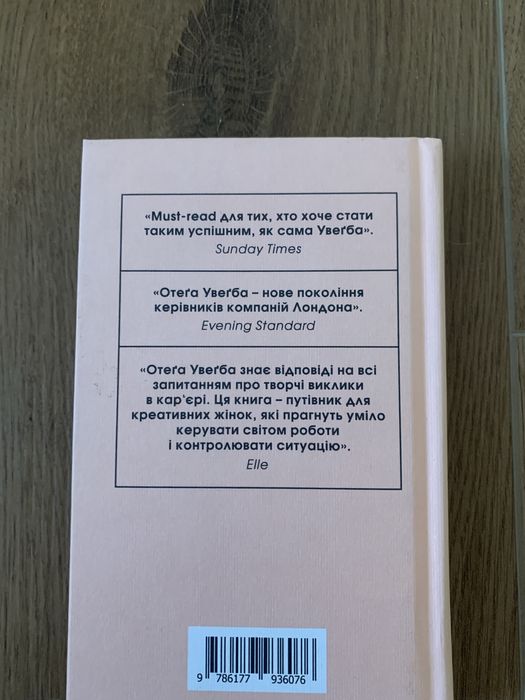 «Must-read для тих, хто хоче стати
таким успішним, як сама Увеґба».
Sunday Times
«Отеґа Увеґба – нове покоління
керівників компаній Лондона».
Evening Standard
«Отеґа Увеґба знає відповіді на всі
запитанням про творчі виклики
в кар‘єрі. Ця книга – путівник для
креативних жінок, які прагнуть уміло
керувати світом роботи
і контролювати ситуацію».
Elle
9 786177 936076